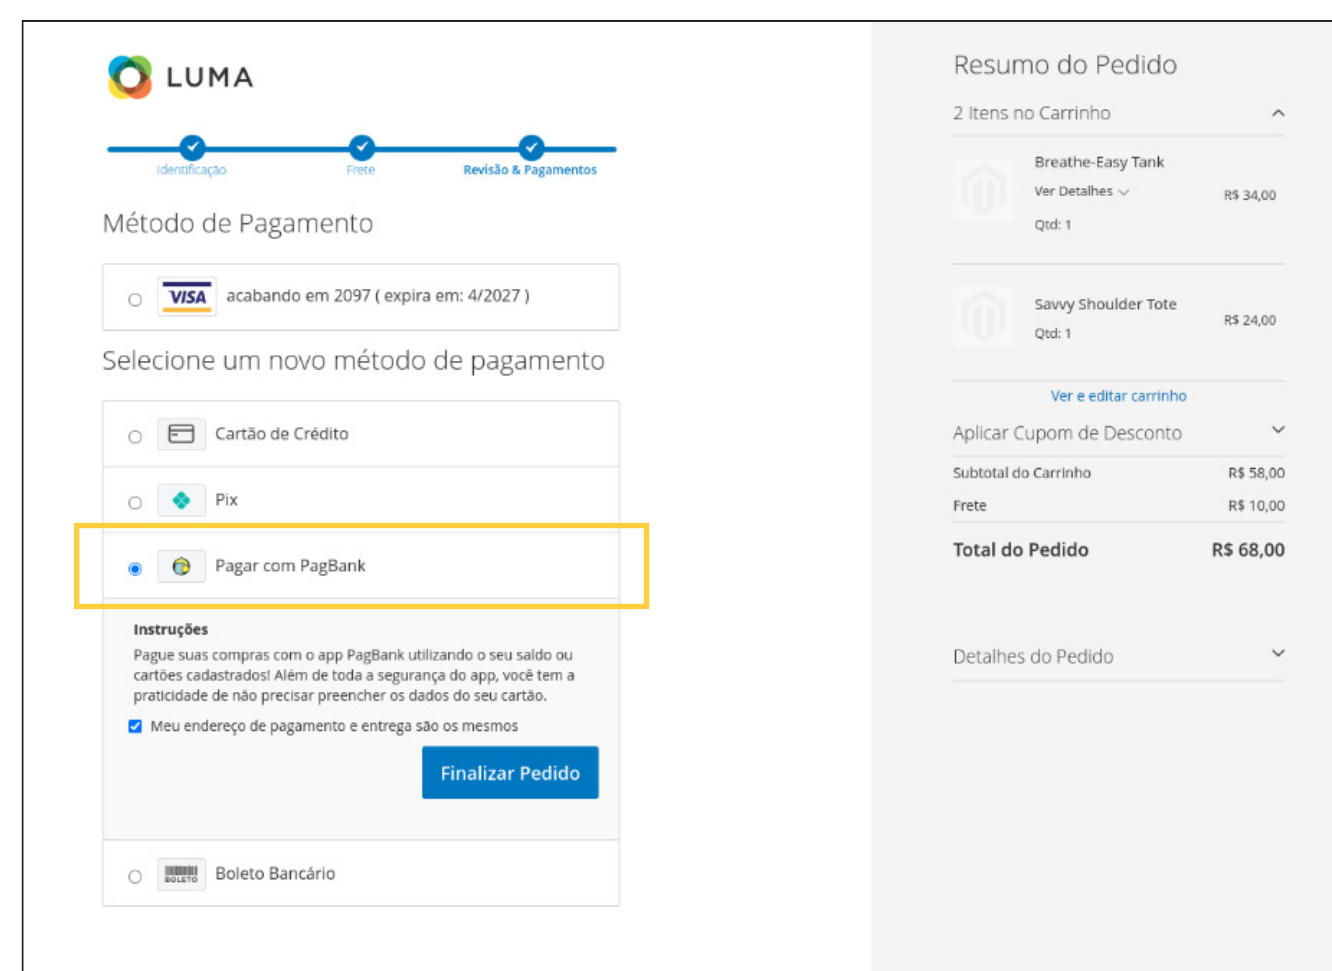 LUMA
Identificação
Frete
Revisão & Pagamentos
Método de Pagamento
VISA
acabando em 2097 ( expira em: 4/2027 )
Selecione um novo método de pagamento
Cartão de Crédito
Pix
Pagar com PagBank
Instruções
Pague suas compras com o app PagBank utilizando o seu saldo ou
cartões cadastrados! Além de toda a segurança do app, você tem a
praticidade de não precisar preencher os dados do seu cartão.
Meu endereço de pagamento e entrega são os mesmos
Finalizar Pedido
BOLETO
Boleto Bancário
Resumo do Pedido
2 Itens no Carrinho
Breathe-Easy Tank
Ver Detalhes
R$ 34,00
Qtd: 1
Savvy Shoulder Tote
R$ 24,00
Qtd: 1
Ver e editar carrinho
Aplicar Cupom de Desconto
Subtotal do Carrinho R$ 58,00
Frete R$ 10,00
Total do Pedido R$ 68,00
Detalhes do Pedido